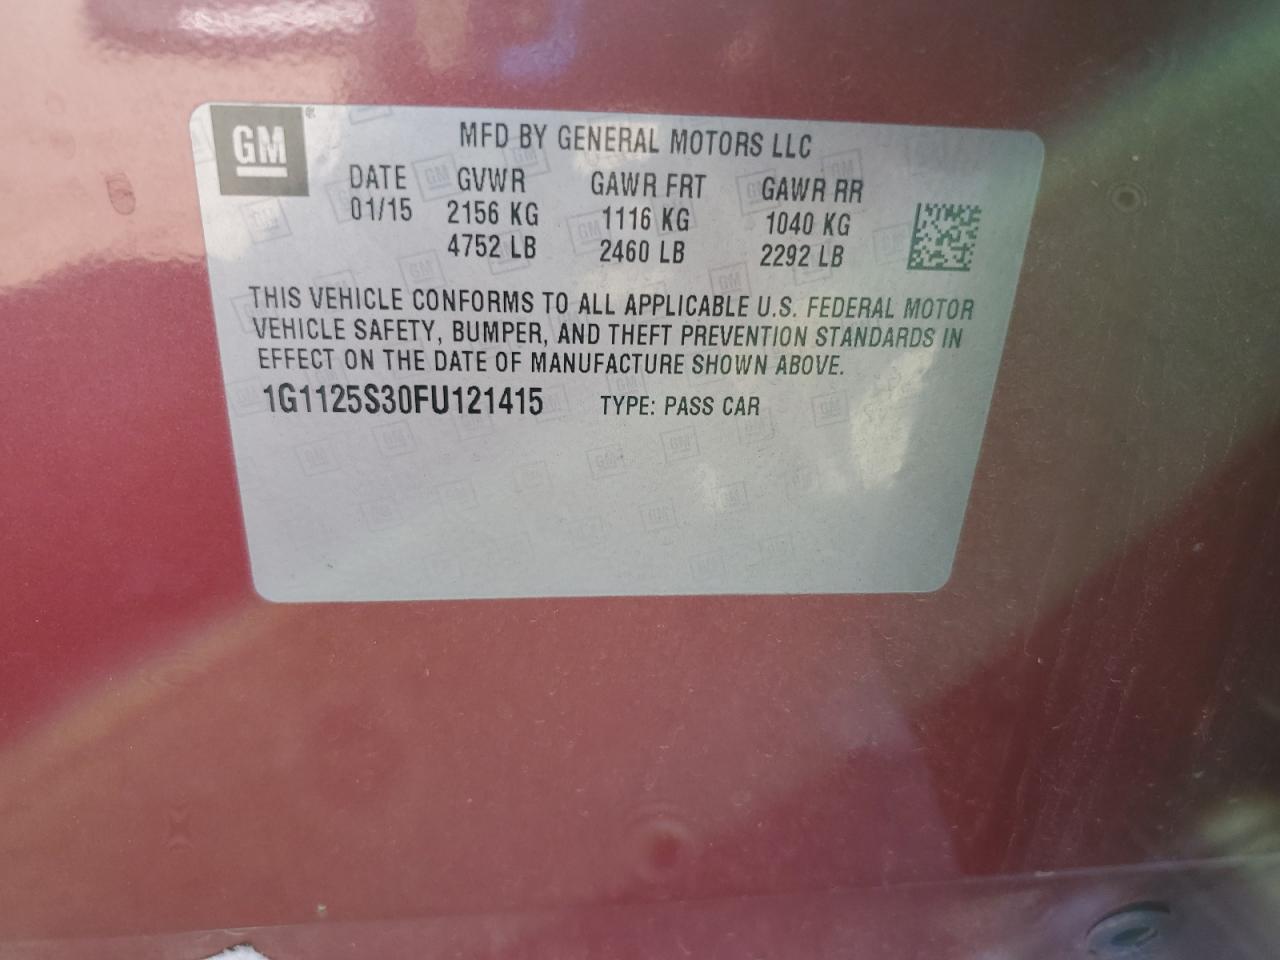 GM ®
MFD BY GENERAL MOTORS LLC
DATE GVWR GAWR FRT GAWR RR
01/15 2156 KG 1116 KG 1040 KG
4752 LB 2460 LB 2292 LB
THIS VEHICLE CONFORMS TO ALL APPLICABLE U.S. FEDERAL MOTOR
VEHICLE SAFETY, BUMPER, AND THEFT PREVENTION STANDARDS IN
EFFECT ON THE DATE OF MANUFACTURE SHOWN ABOVE.
1G1125S30FU121415 TYPE: PASS CAR